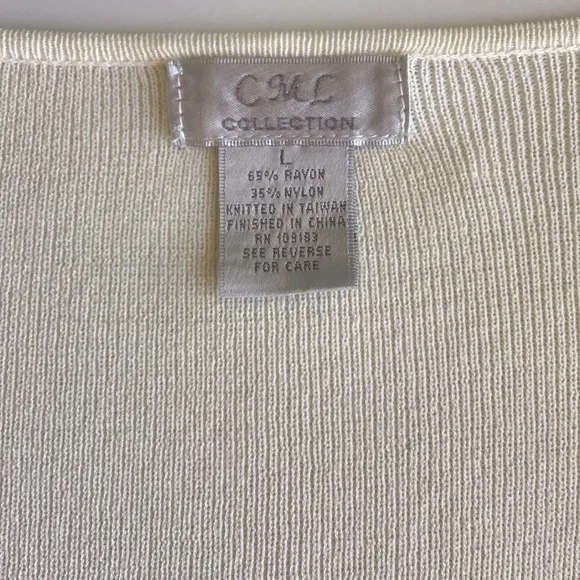 CML
COLLECTION
L
65% RAYON
35% NYLON
KNITTED IN TAIWAN
FINISHED IN CHINA
RN 109183
SEE REVERSE
FOR CARE